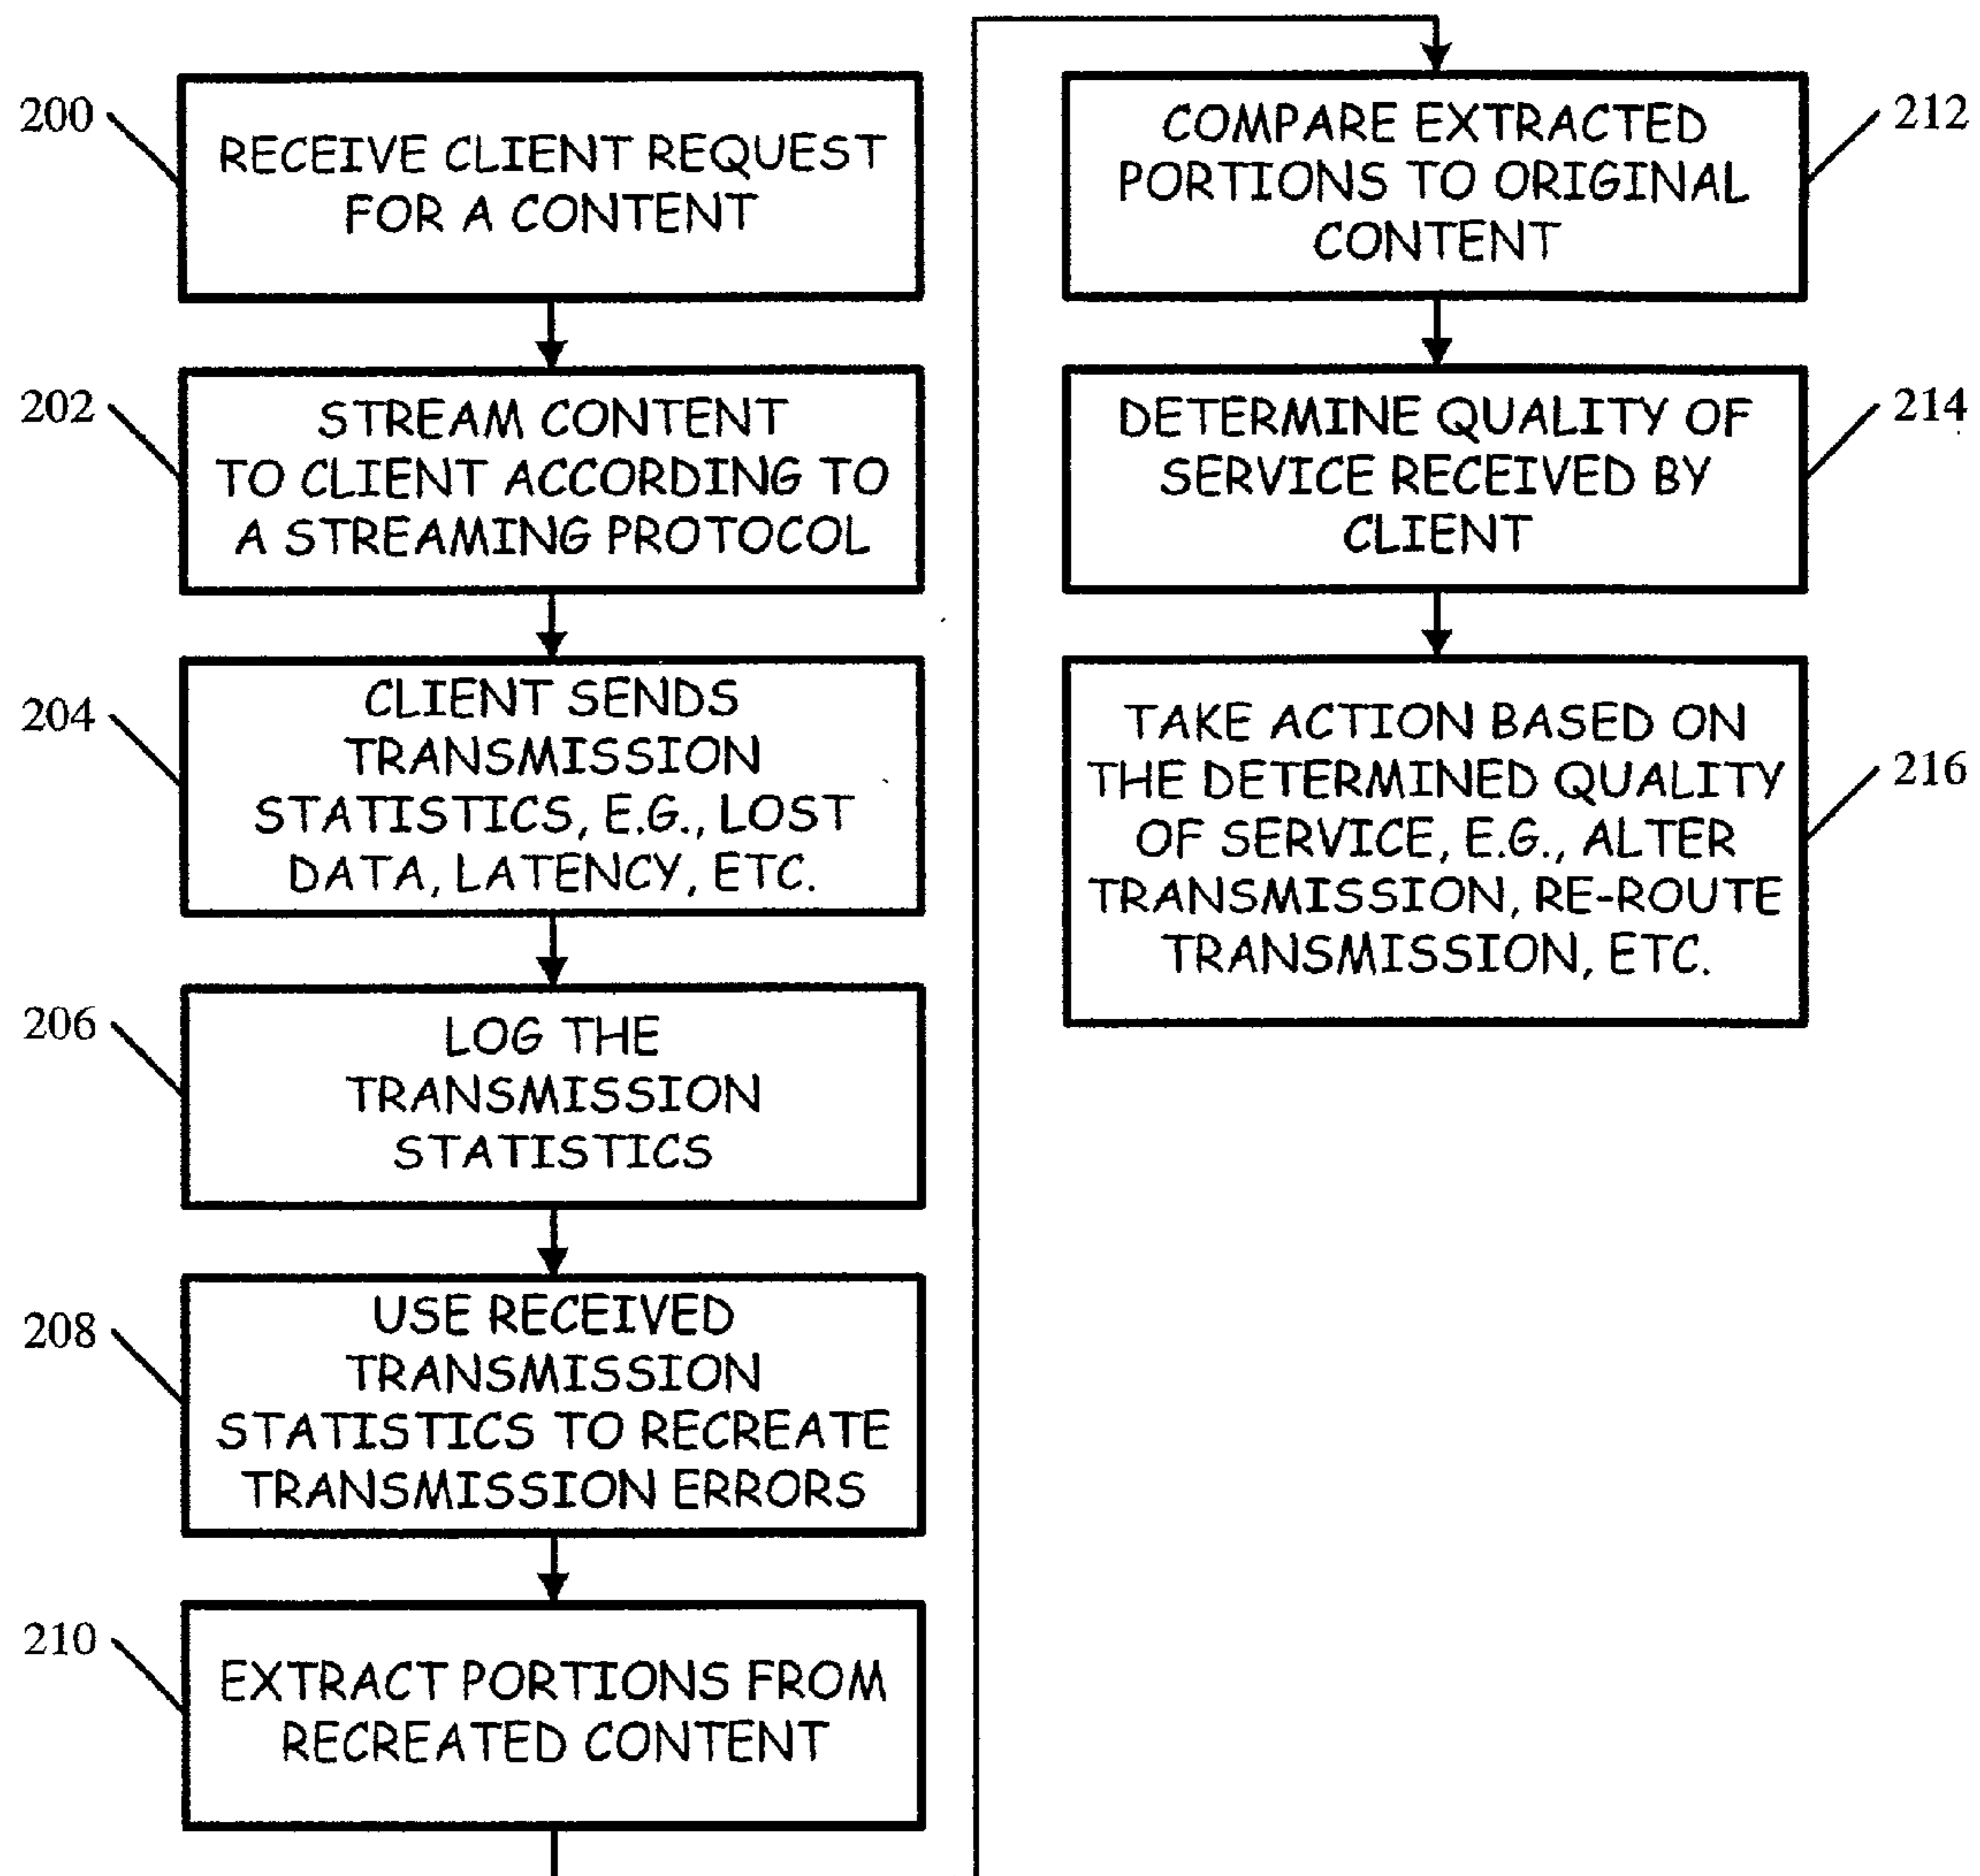 200
RECEIVE CLIENT REQUEST
FOR A CONTENT
202
STREAM CONTENT
TO CLIENT ACCORDING TO
A STREAMING PROTOCOL
204
CLIENT SENDS
TRANSMISSION
STATISTICS, E.G., LOST
DATA, LATENCY, ETC.
206
LOG THE
TRANSMISSION
STATISTICS
208
USE RECEIVED
TRANSMISSION
STATISTICS TO RECREATE
TRANSMISSION ERRORS
210
EXTRACT PORTIONS FROM
RECREATED CONTENT
212
COMPARE EXTRACTED
PORTIONS TO ORIGINAL
CONTENT
214
DETERMINE QUALITY OF
SERVICE RECEIVED BY
CLIENT
216
TAKE ACTION BASED ON
THE DETERMINED QUALITY
OF SERVICE, E.G., ALTER
TRANSMISSION, RE-ROUTE
TRANSMISSION, ETC.